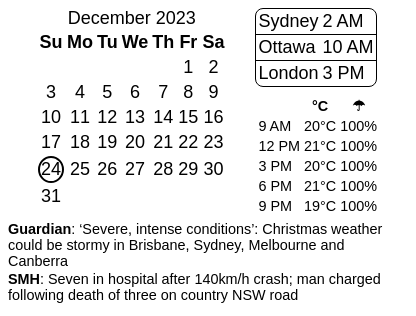 December 2023
Su Mo Tu We Th Fr Sa
1 2
3 4 5 6 7 8 9
10 11 12 13 14 15 16
17 18 19 20 21 22 23
24 25 26 27 28 29 30
31
Sydney 2 AM
Ottawa 10 AM
London 3 PM
°C ☂
9 AM 20°C 100%
12 PM 21°C 100%
3 PM 20°C 100%
6 PM 21°C 100%
9 PM 19°C 100%
Guardian: ‘Severe, intense conditions’: Christmas weather
could be stormy in Brisbane, Sydney, Melbourne and
Canberra
SMH: Seven in hospital after 140km/h crash; man charged
following death of three on country NSW road